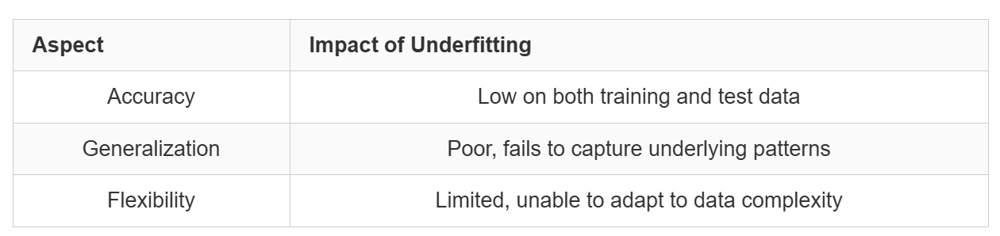 Aspect Impact of Underfitting
Accuracy Low on both training and test data
Generalization Poor, fails to capture underlying patterns
Flexibility Limited, unable to adapt to data complexity